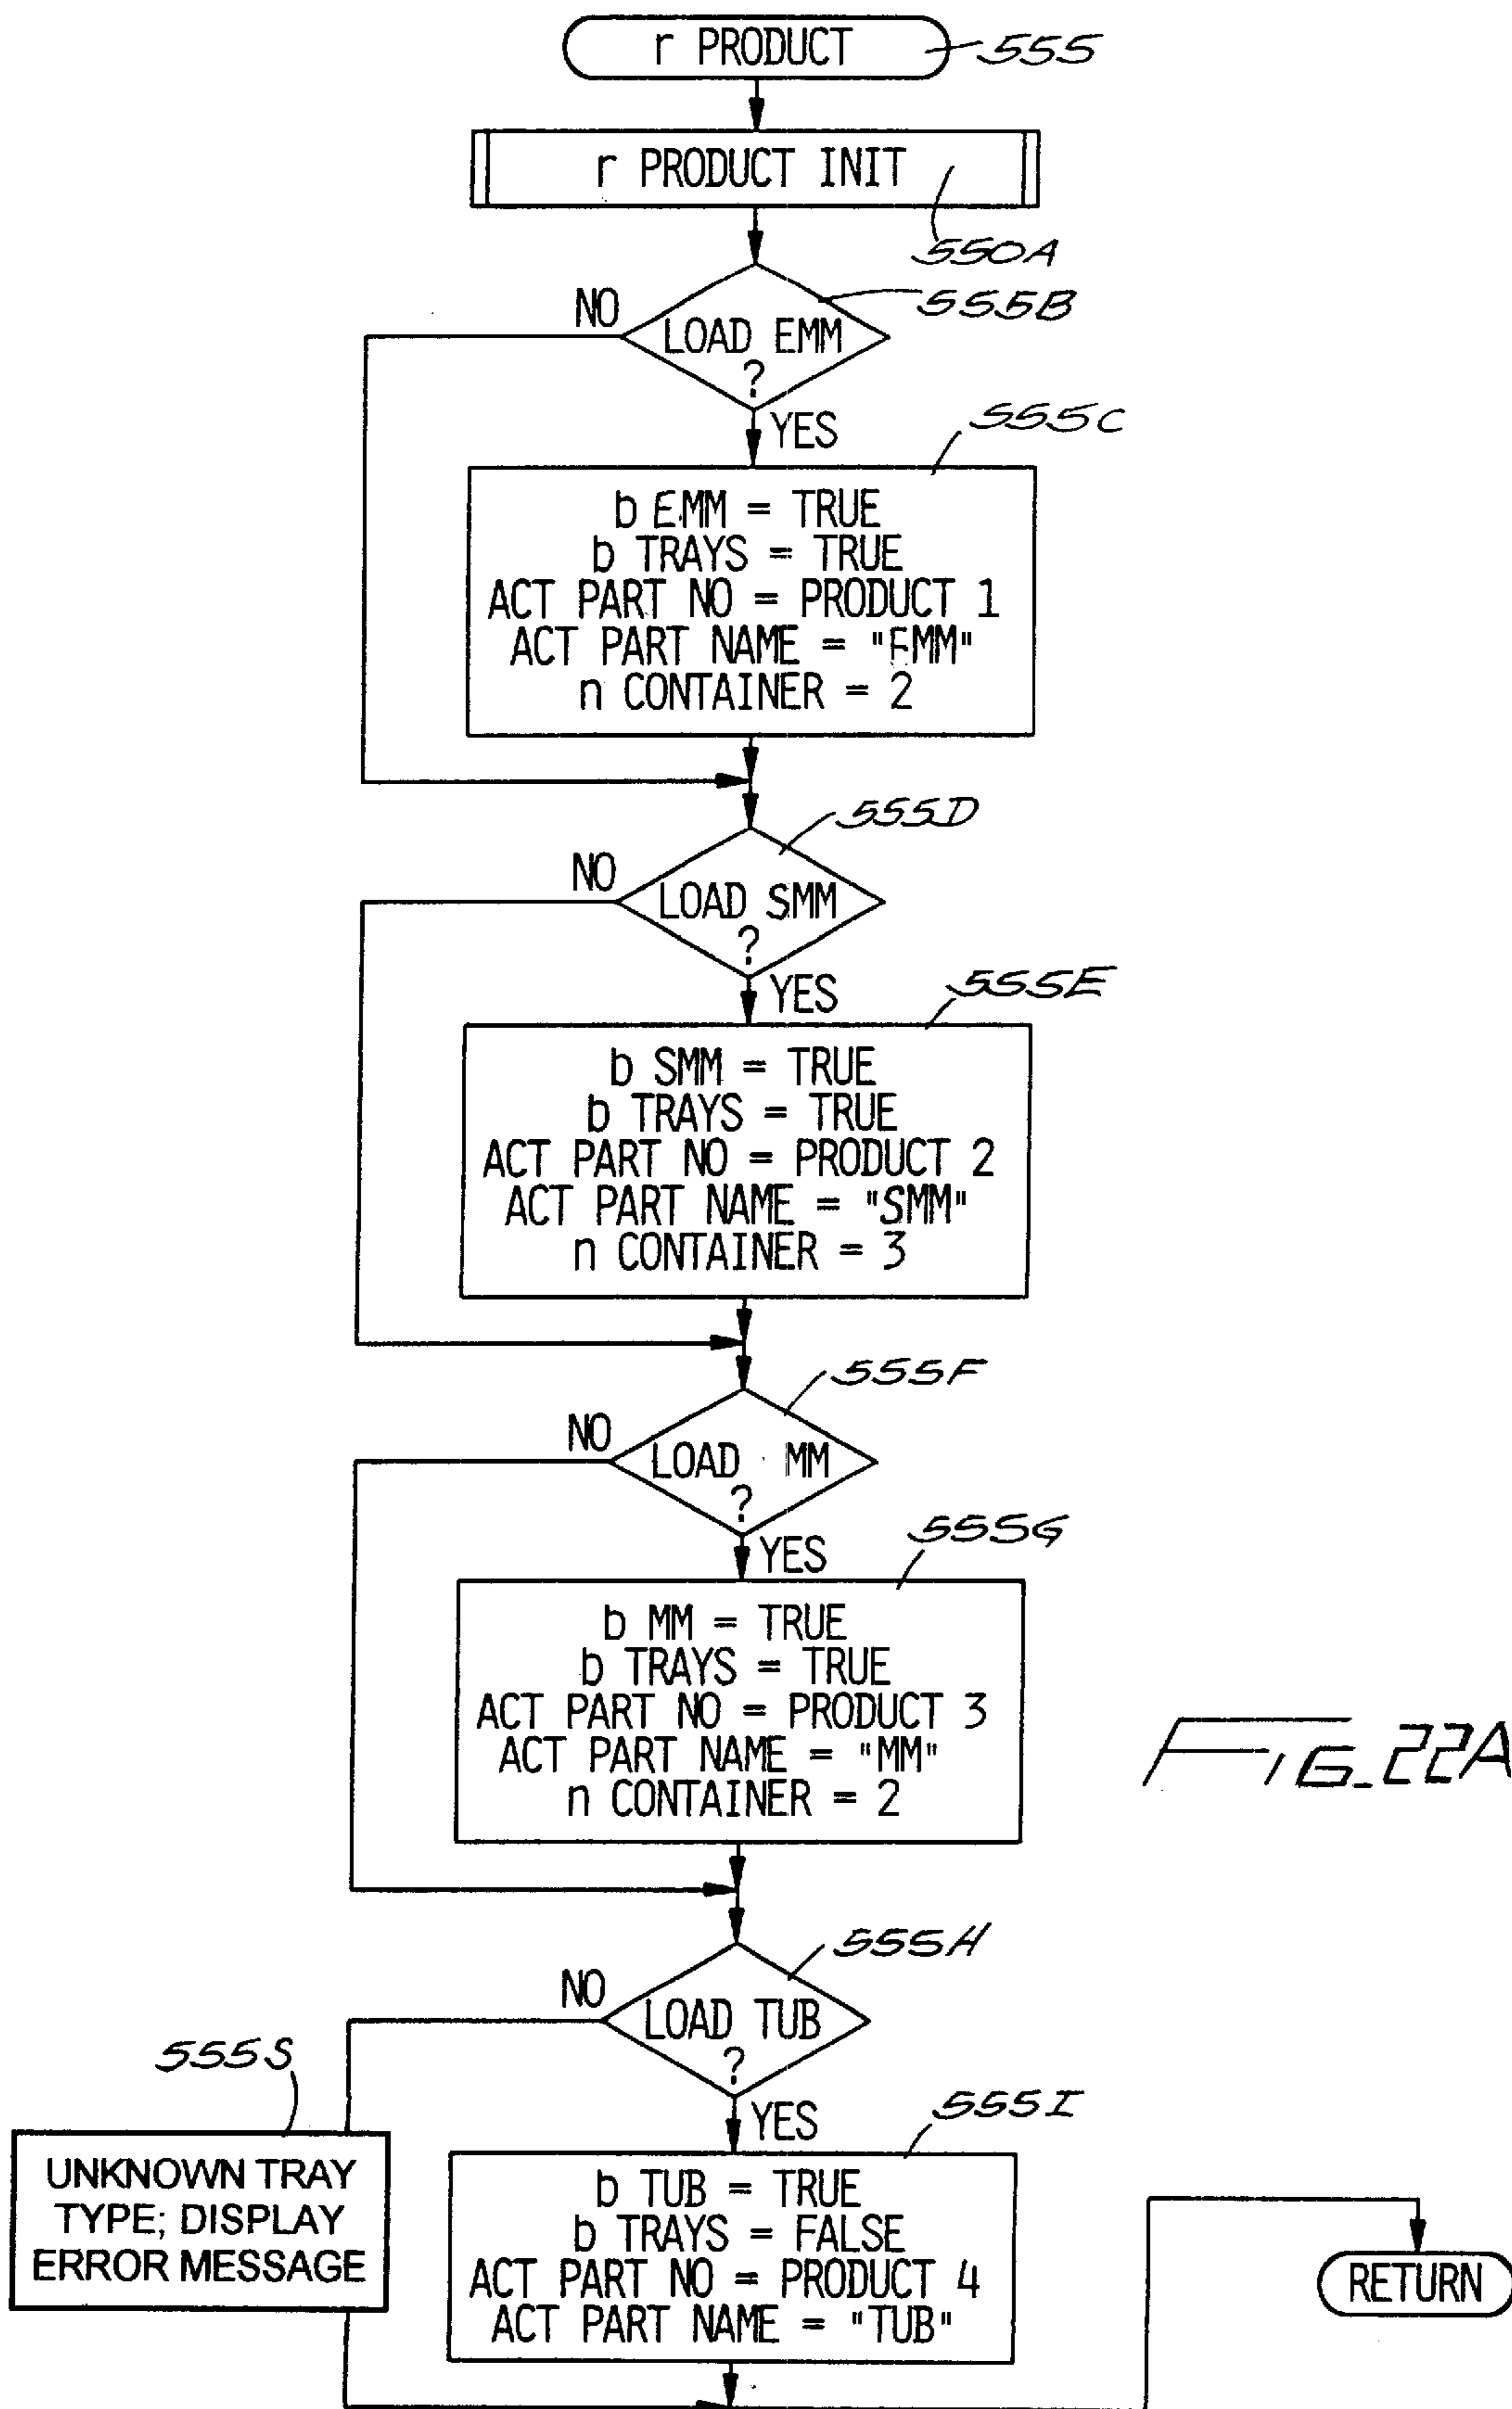 r PRODUCT
555
r PRODUCT INIT
550A
555B
NO
LOAD EMM
?
YES
555C
b EMM = TRUE
b TRAYS = TRUE
ACT PART NO = PRODUCT 1
ACT PART NAME = "EMM"
n CONTAINER = 2
555D
NO
LOAD SMM
?
YES
555E
b SMM = TRUE
b TRAYS = TRUE
ACT PART NO = PRODUCT 2
ACT PART NAME = "SMM"
n CONTAINER = 3
555F
NO
LOAD MM
?
YES
555G
b MM = TRUE
b TRAYS = TRUE
ACT PART NO = PRODUCT 3
ACT PART NAME = "MM"
n CONTAINER = 2
FIG. 22A
555H
NO
LOAD TUB
?
555S
YES
555I
UNKNOWN TRAY
TYPE; DISPLAY
ERROR MESSAGE
b TUB = TRUE
b TRAYS = FALSE
ACT PART NO = PRODUCT 4
ACT PART NAME = "TUB"
RETURN